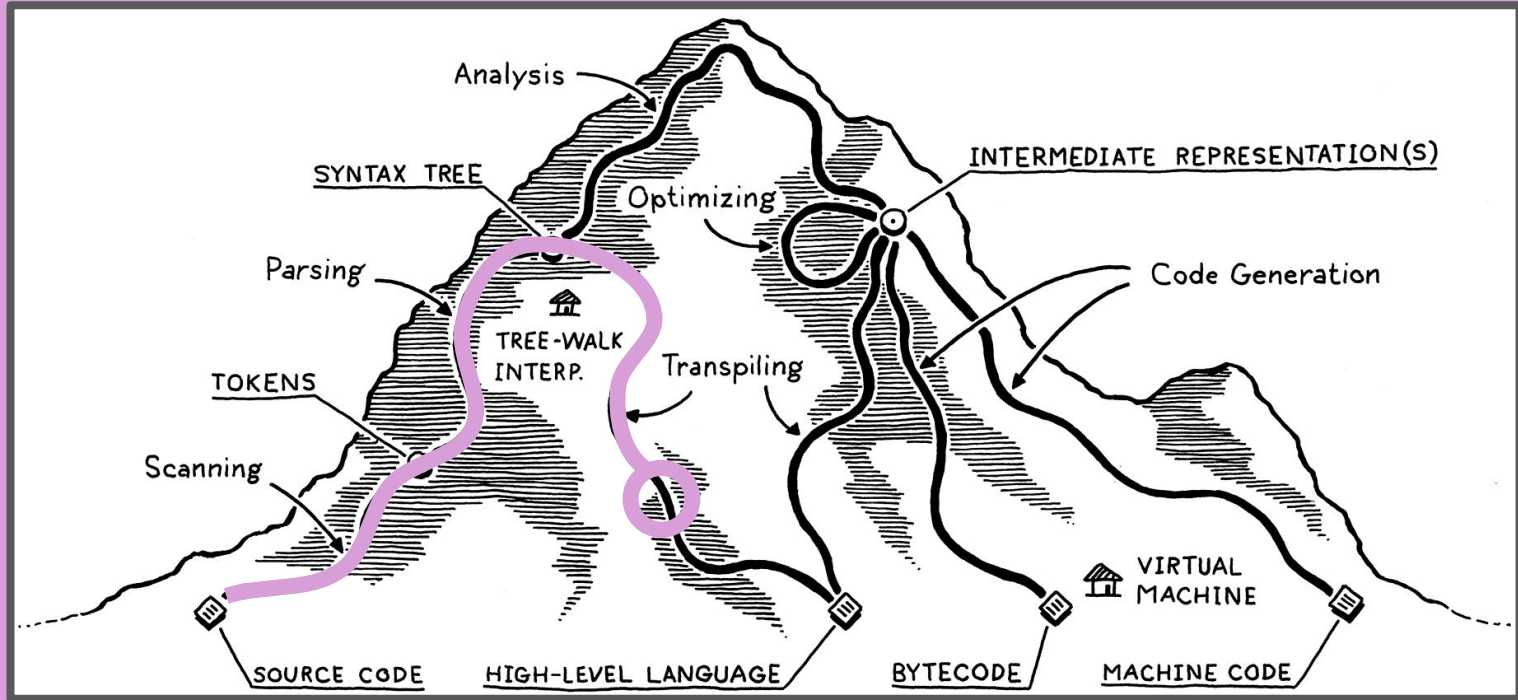 Analysis
INTERMEDIATE REPRESENTATION(S)
SYNTAX TREE
Optimizing
Parsing
Code Generation
TREE-WALK
INTERP.
Transpiling
TOKENS
Scanning
VIRTUAL
MACHINE
SOURCE CODE
HIGH-LEVEL LANGUAGE
BYTECODE
MACHINE CODE